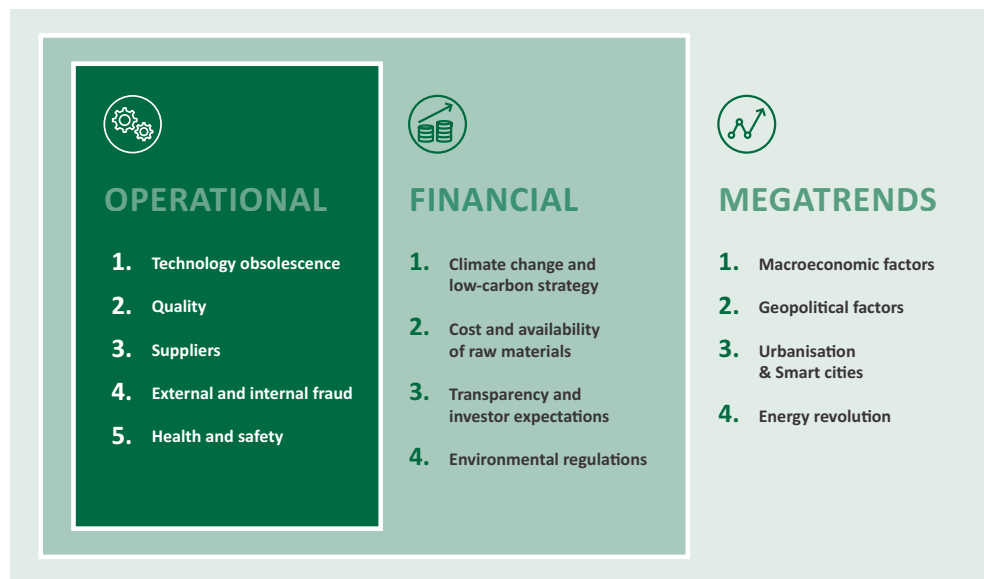 OPERATIONAL
1. Technology obsolescence
2. Quality
3. Suppliers
4. External and internal fraud
5. Health and safety
FINANCIAL
1. Climate change and
low-carbon strategy
2. Cost and availability
of raw materials
3. Transparency and
investor expectations
4. Environmental regulations
MEGATRENDS
1. Macroeconomic factors
2. Geopolitical factors
3. Urbanisation
& Smart cities
4. Energy revolution